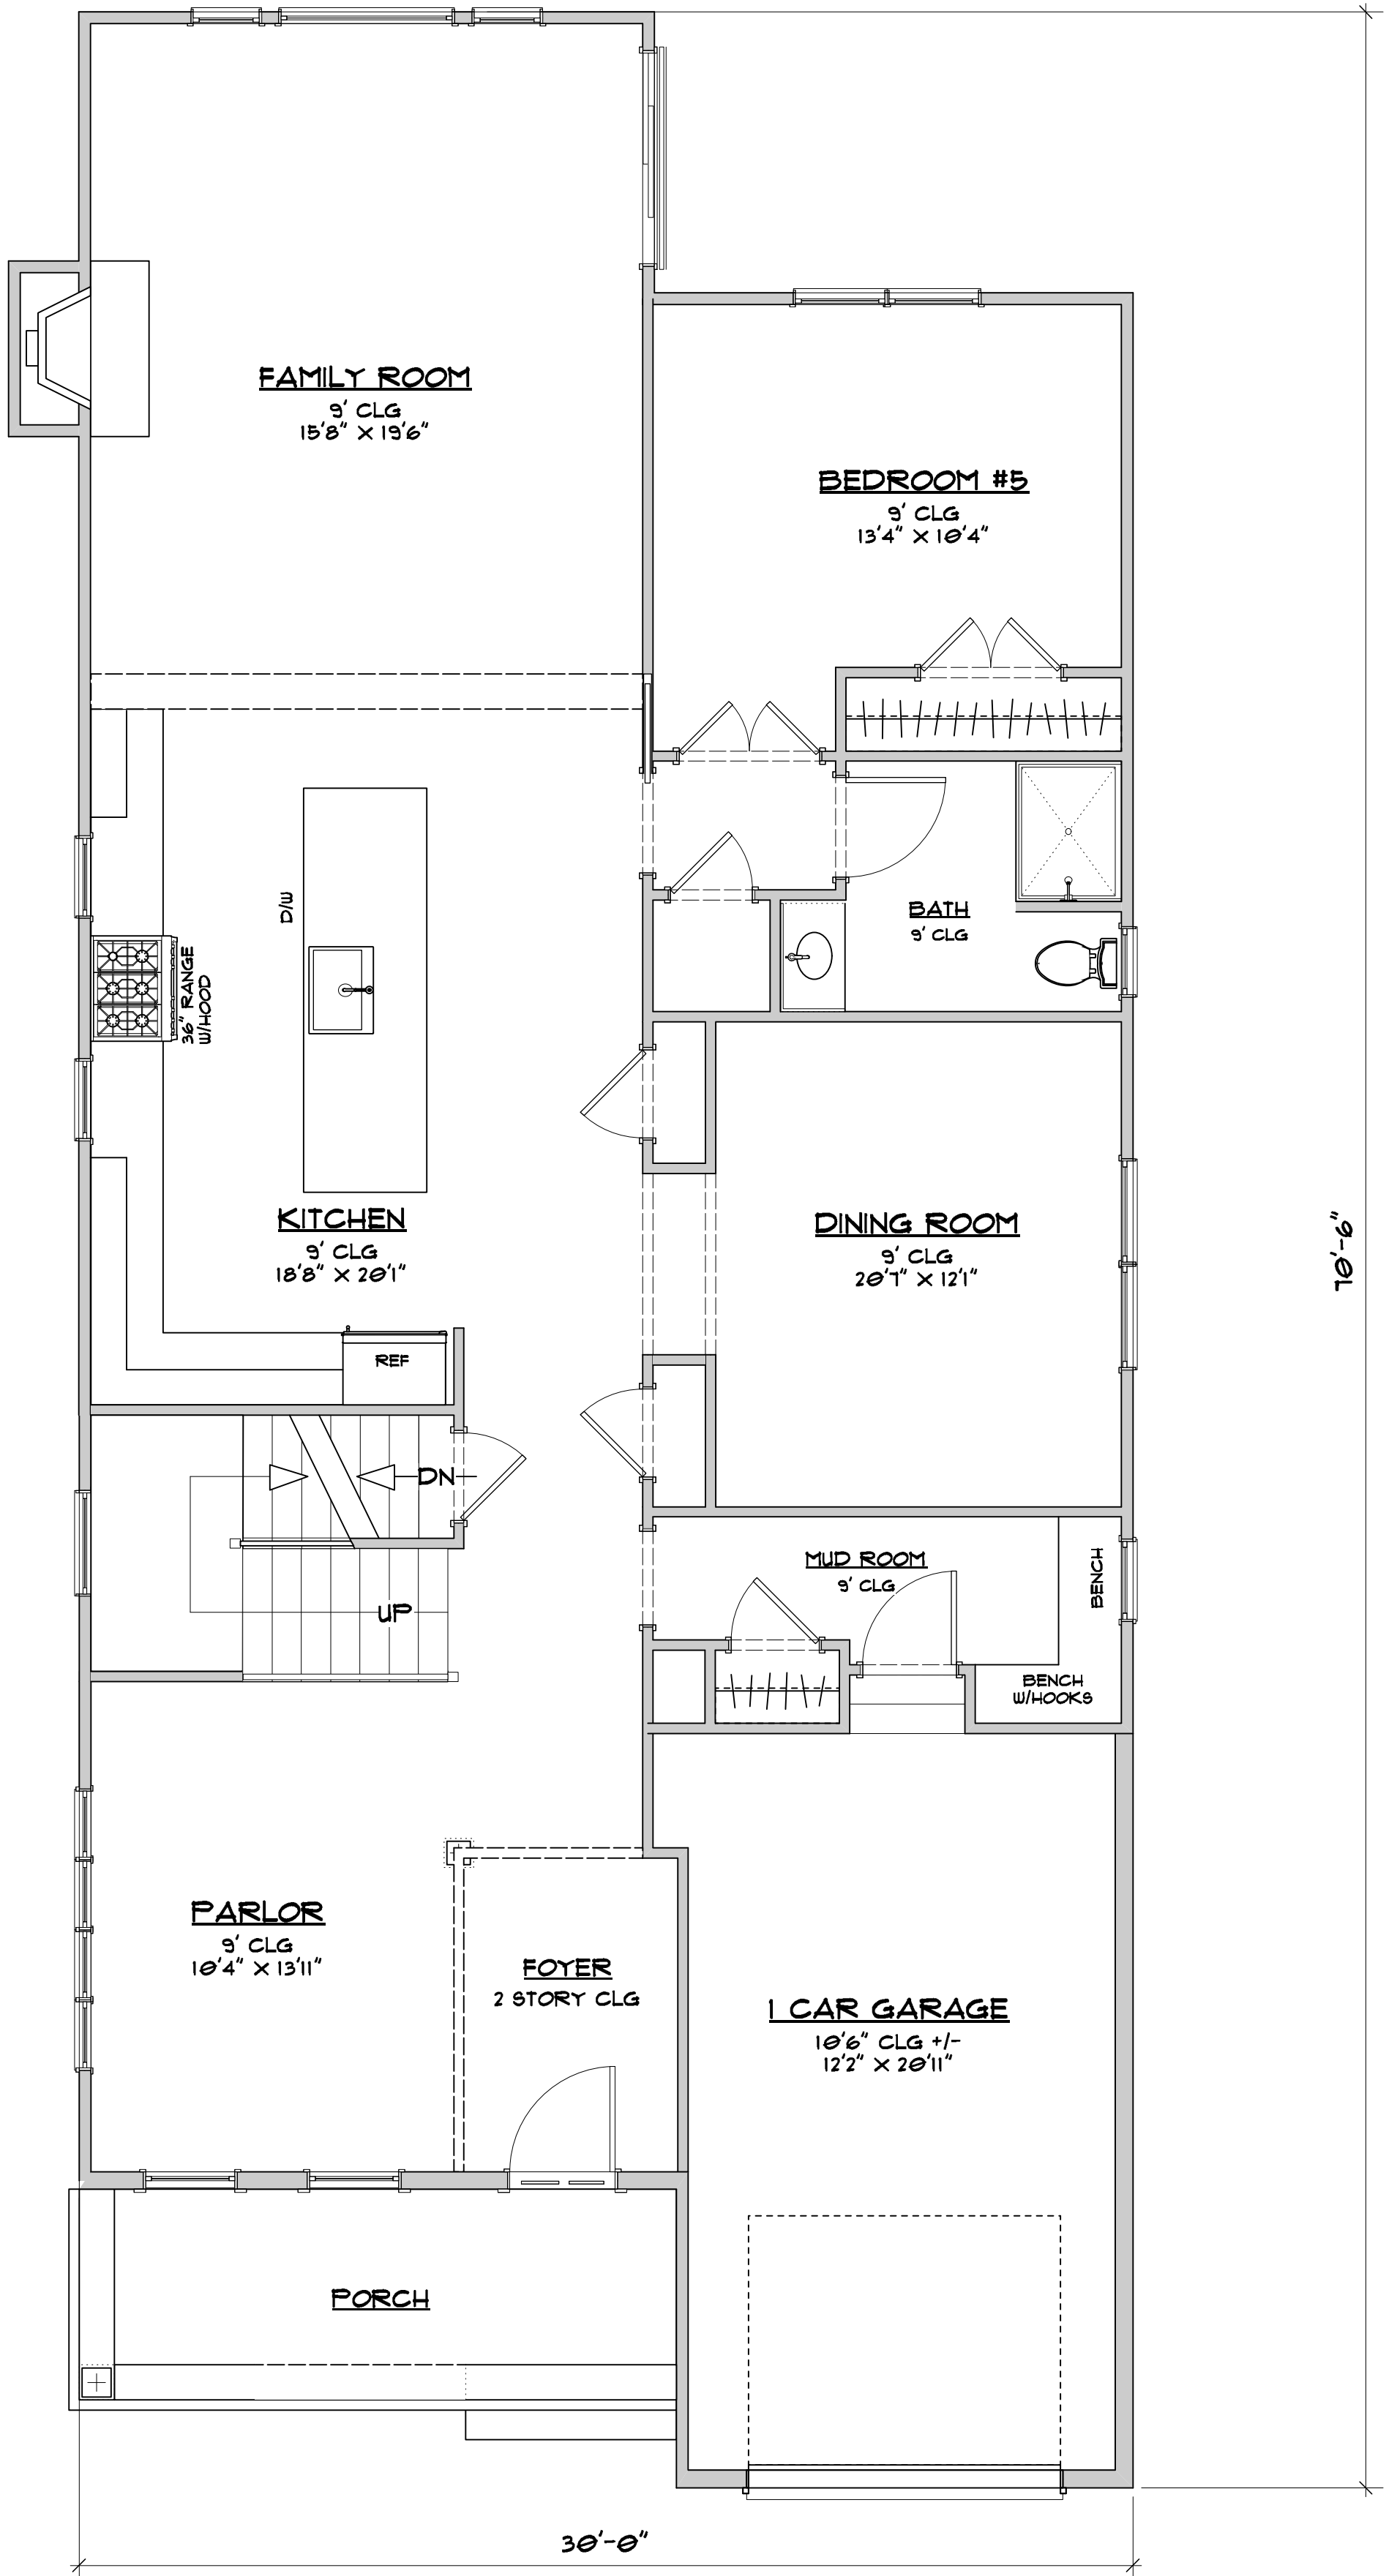 FAMILY ROOM
9' CLG
15'8" X 19'6"
BEDROOM #5
9' CLG
13'4" X 10'4"
D/W
36" RANGE
W/HOOD
BATH
9' CLG
KITCHEN
9' CLG
18'8" X 20'1"
DINING ROOM
9' CLG
20'7" X 12'1"
70'-6"
REF
DN
UP
MUD ROOM
9' CLG
BENCH
BENCH
W/HOOKS
PARLOR
9' CLG
10'4" X 13'11"
FOYER
2 STORY CLG
1 CAR GARAGE
10'6" CLG +/-
12'2" X 20'11"
PORCH
30'-0"